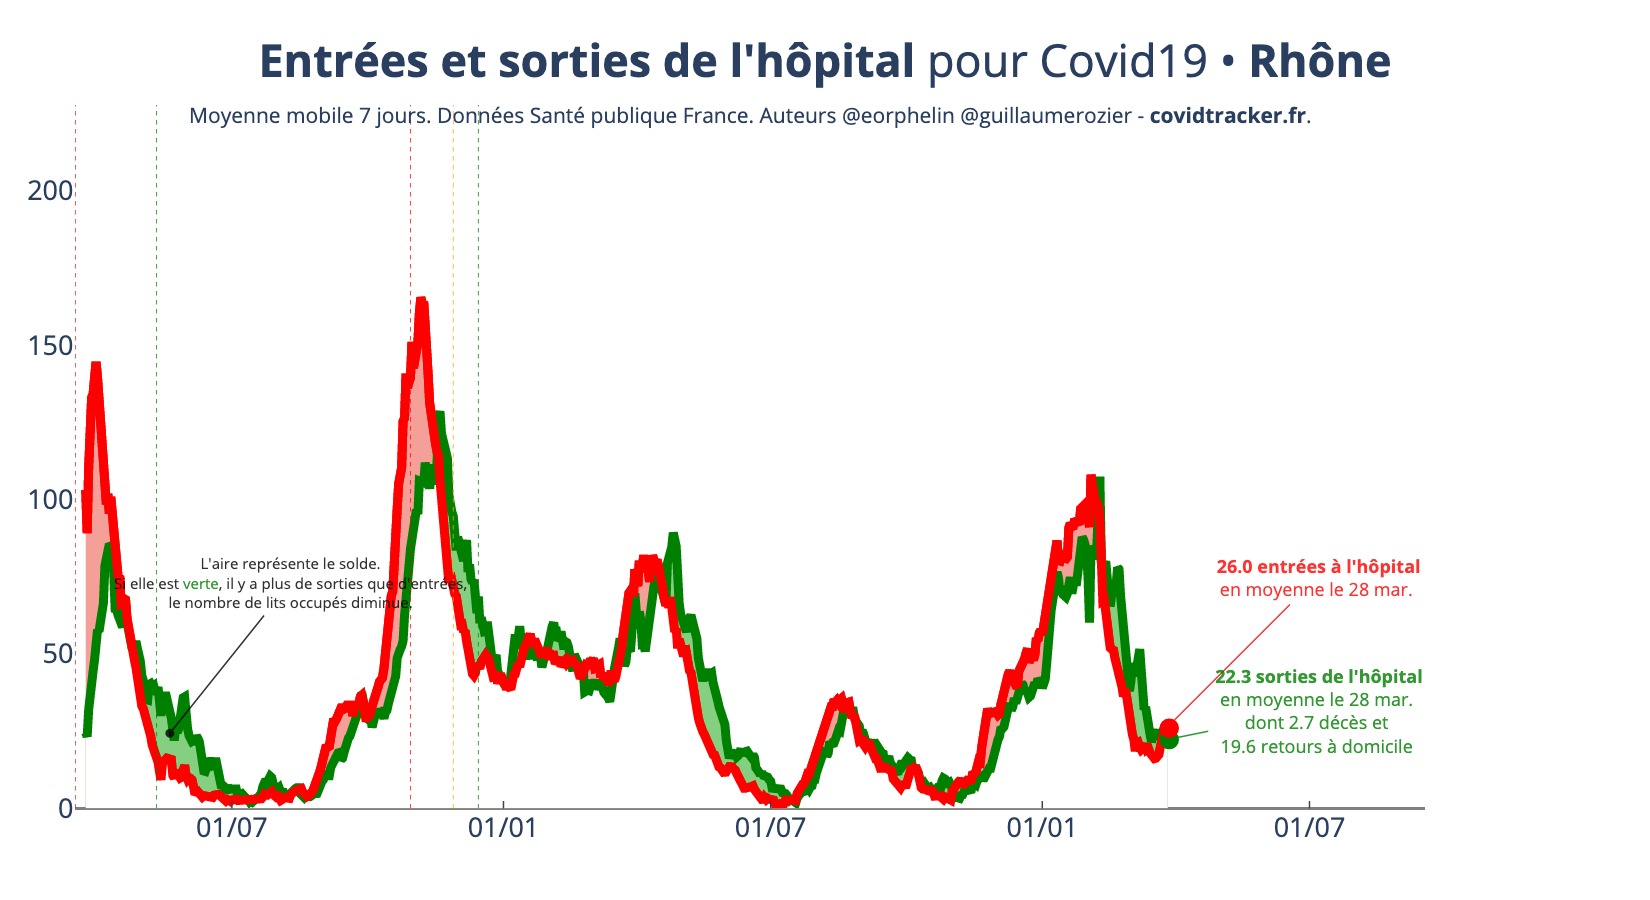 Entrées et sorties de l'hôpital pour Covid19 • Rhône
Moyenne mobile 7 jours. Données Santé publique France. Auteurs @eorphelin @guillaumerozier - covidtracker.fr.
200
150
100
50
0
L'aire représente le solde.
Si elle est verte, il y a plus de sorties que d'entrées,
le nombre de lits occupés diminue.
26.0 entrées à l'hôpital
en moyenne le 28 mar.
22.3 sorties de l'hôpital
en moyenne le 28 mar.
dont 2.7 décès et
19.6 retours à domicile
01/07
01/01
01/07
01/01
01/07